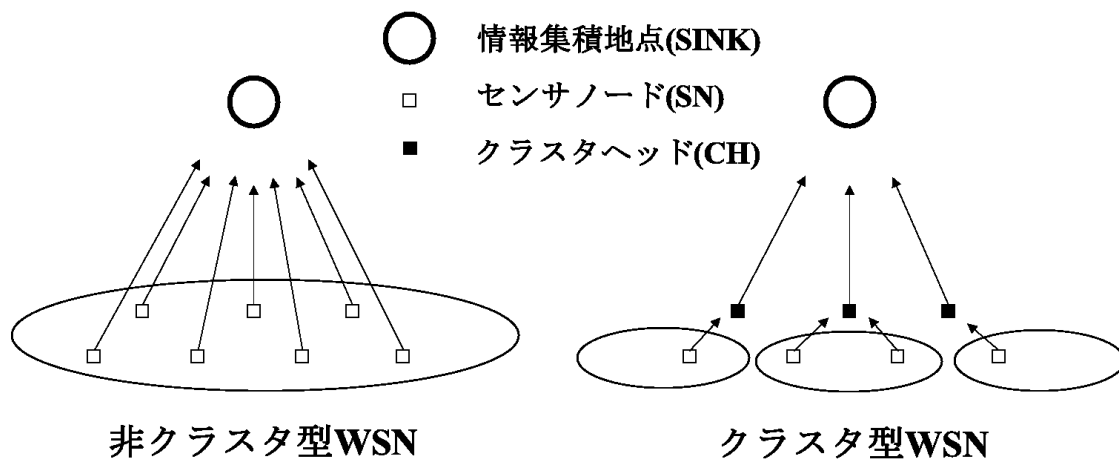 情報集積地点(SINK)
センサノード(SN)
クラスタヘッド(CH)
非クラスタ型WSN
クラスタ型WSN